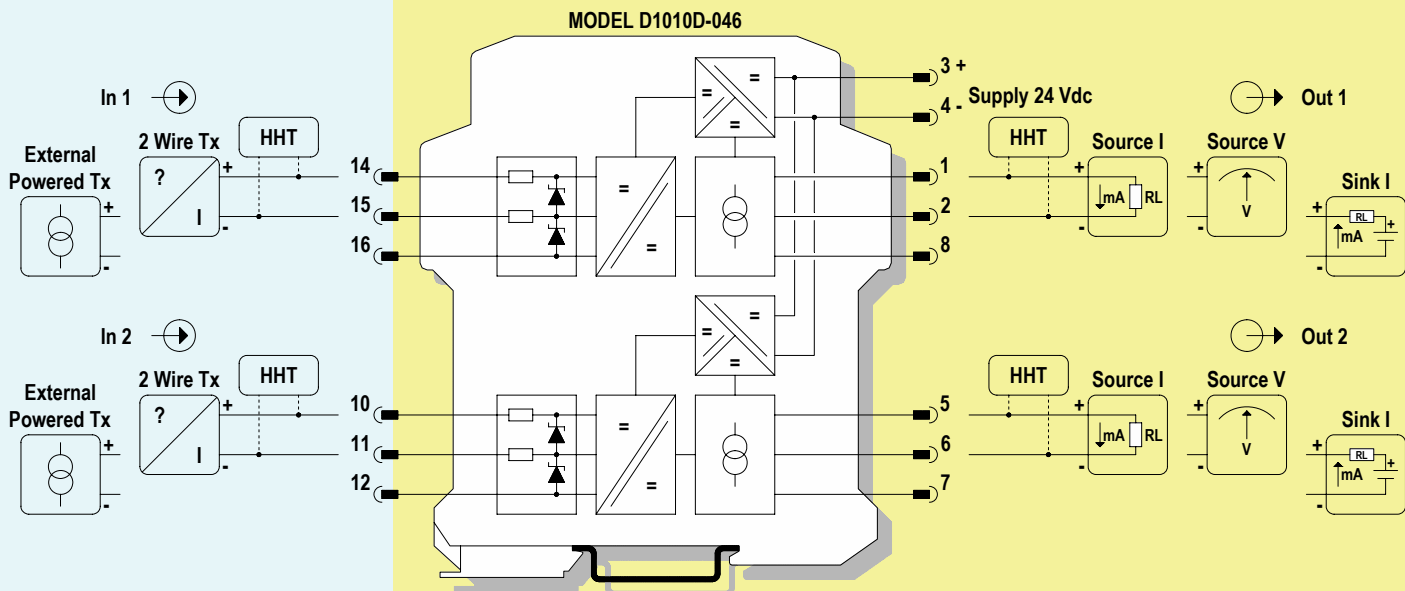 MODEL D1010D-046
In 1
External
Powered Tx
+
-
2 Wire Tx
?
I
+
-
HHT
14
15
16
=
=
=
=
=
3 +
4 -
Supply 24 Vdc
1
2
8
HHT
Source I
+
mA
RL
-
Source V
+
V
-
Out 1
Sink I
+
RL
+
mA
-
In 2
External
Powered Tx
+
-
2 Wire Tx
?
I
+
-
HHT
10
11
12
=
=
=
=
=
5
6
7
HHT
Source I
+
mA
RL
-
Source V
+
V
-
Out 2
Sink I
+
RL
+
mA
-